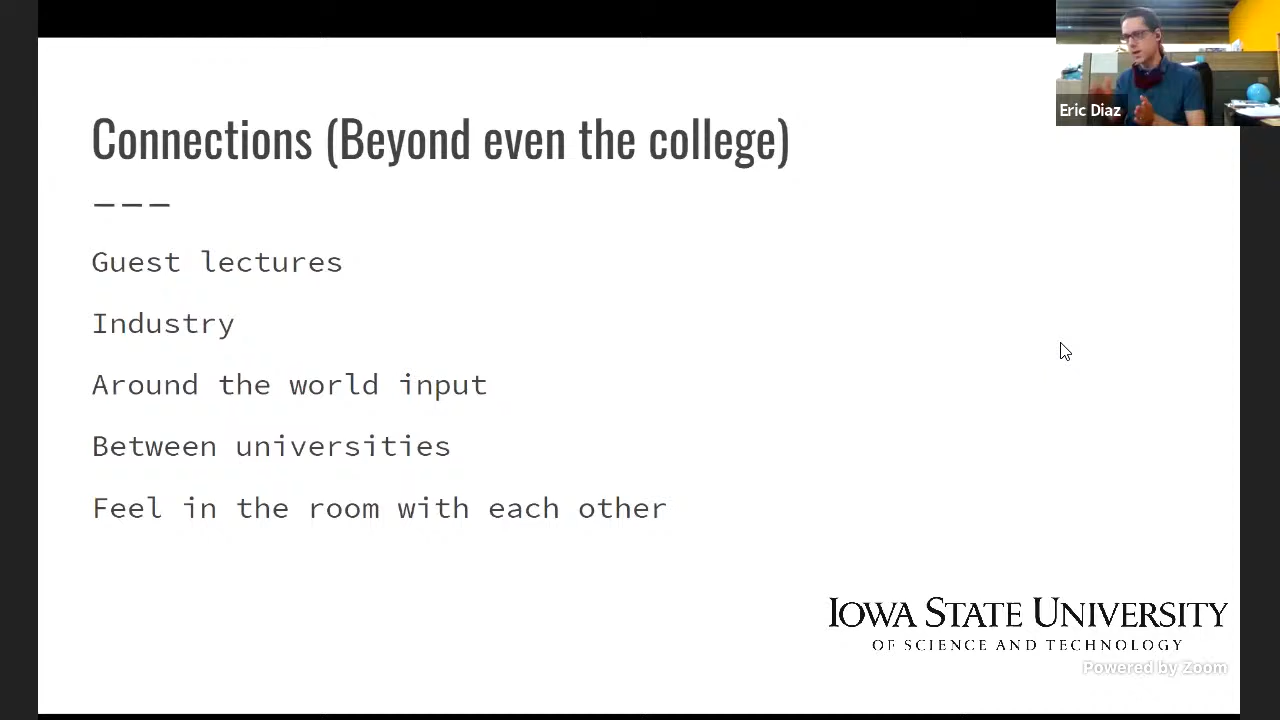 Eric Diaz
Connections (Beyond even the college)
Guest lectures
Industry
Around the world input
Between universities
Feel in the room with each other
IOWA STATE UNIVERSITY
OF SCIENCE AND TECHNOLOGY
Powered by Zoom